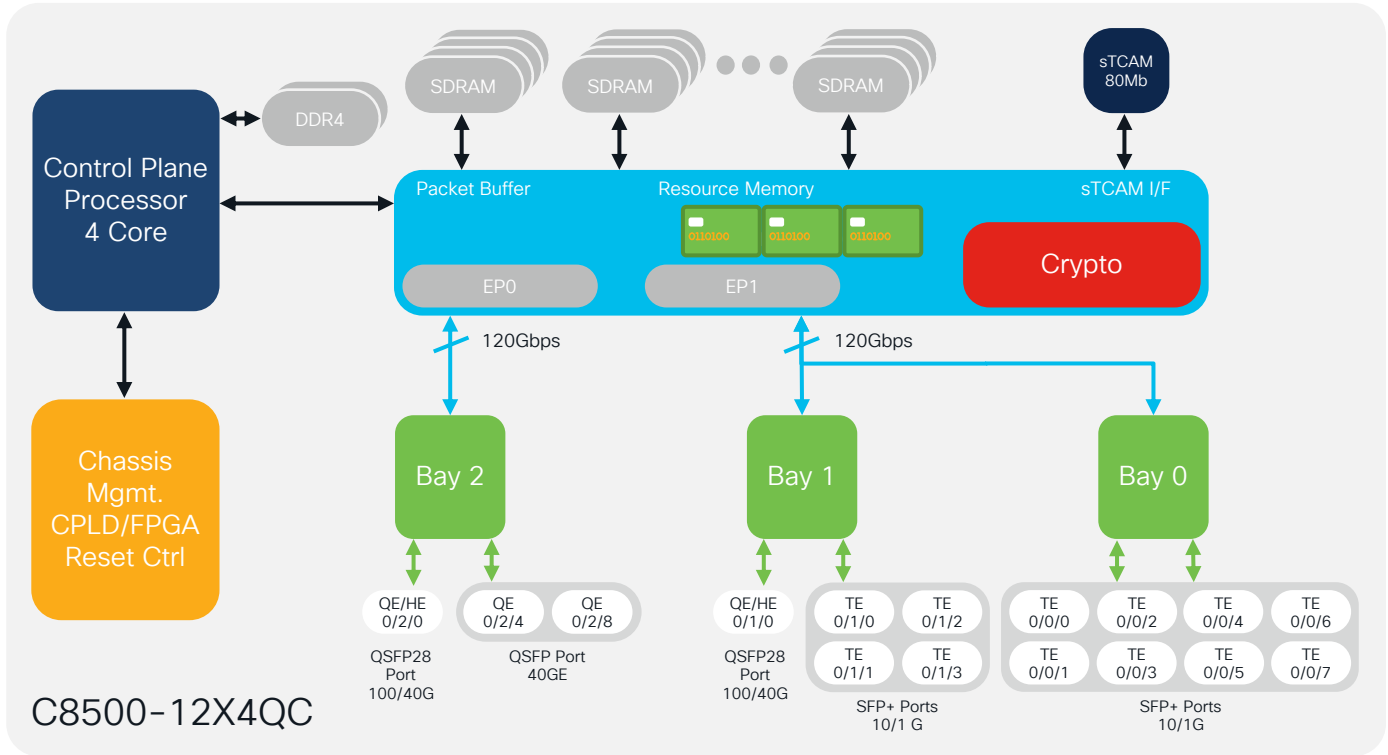 SDRAM
SDRAM
SDRAM
sTCAM
80Mb
DDR4
Control Plane
Processor
4 Core
Packet Buffer
Resource Memory
sTCAM I/F
0110100
0110100
0110100
Crypto
EP0
EP1
120Gbps
120Gbps
Chassis
Mgmt.
CPLD/FPGA
Reset Ctrl
Bay 2
Bay 1
Bay 0
QE/HE
0/2/0
QSFP28
Port
100/40G
QE
0/2/4
QE
0/2/8
QSFP Port
40GE
QE/HE
0/1/0
QSFP28
Port
100/40G
TE
0/1/0
TE
0/1/2
TE
0/1/1
TE
0/1/3
SFP+ Ports
10/1 G
TE
0/0/0
TE
0/0/2
TE
0/0/4
TE
0/0/6
TE
0/0/1
TE
0/0/3
TE
0/0/5
TE
0/0/7
SFP+ Ports
10/1G
C8500-12X4QC